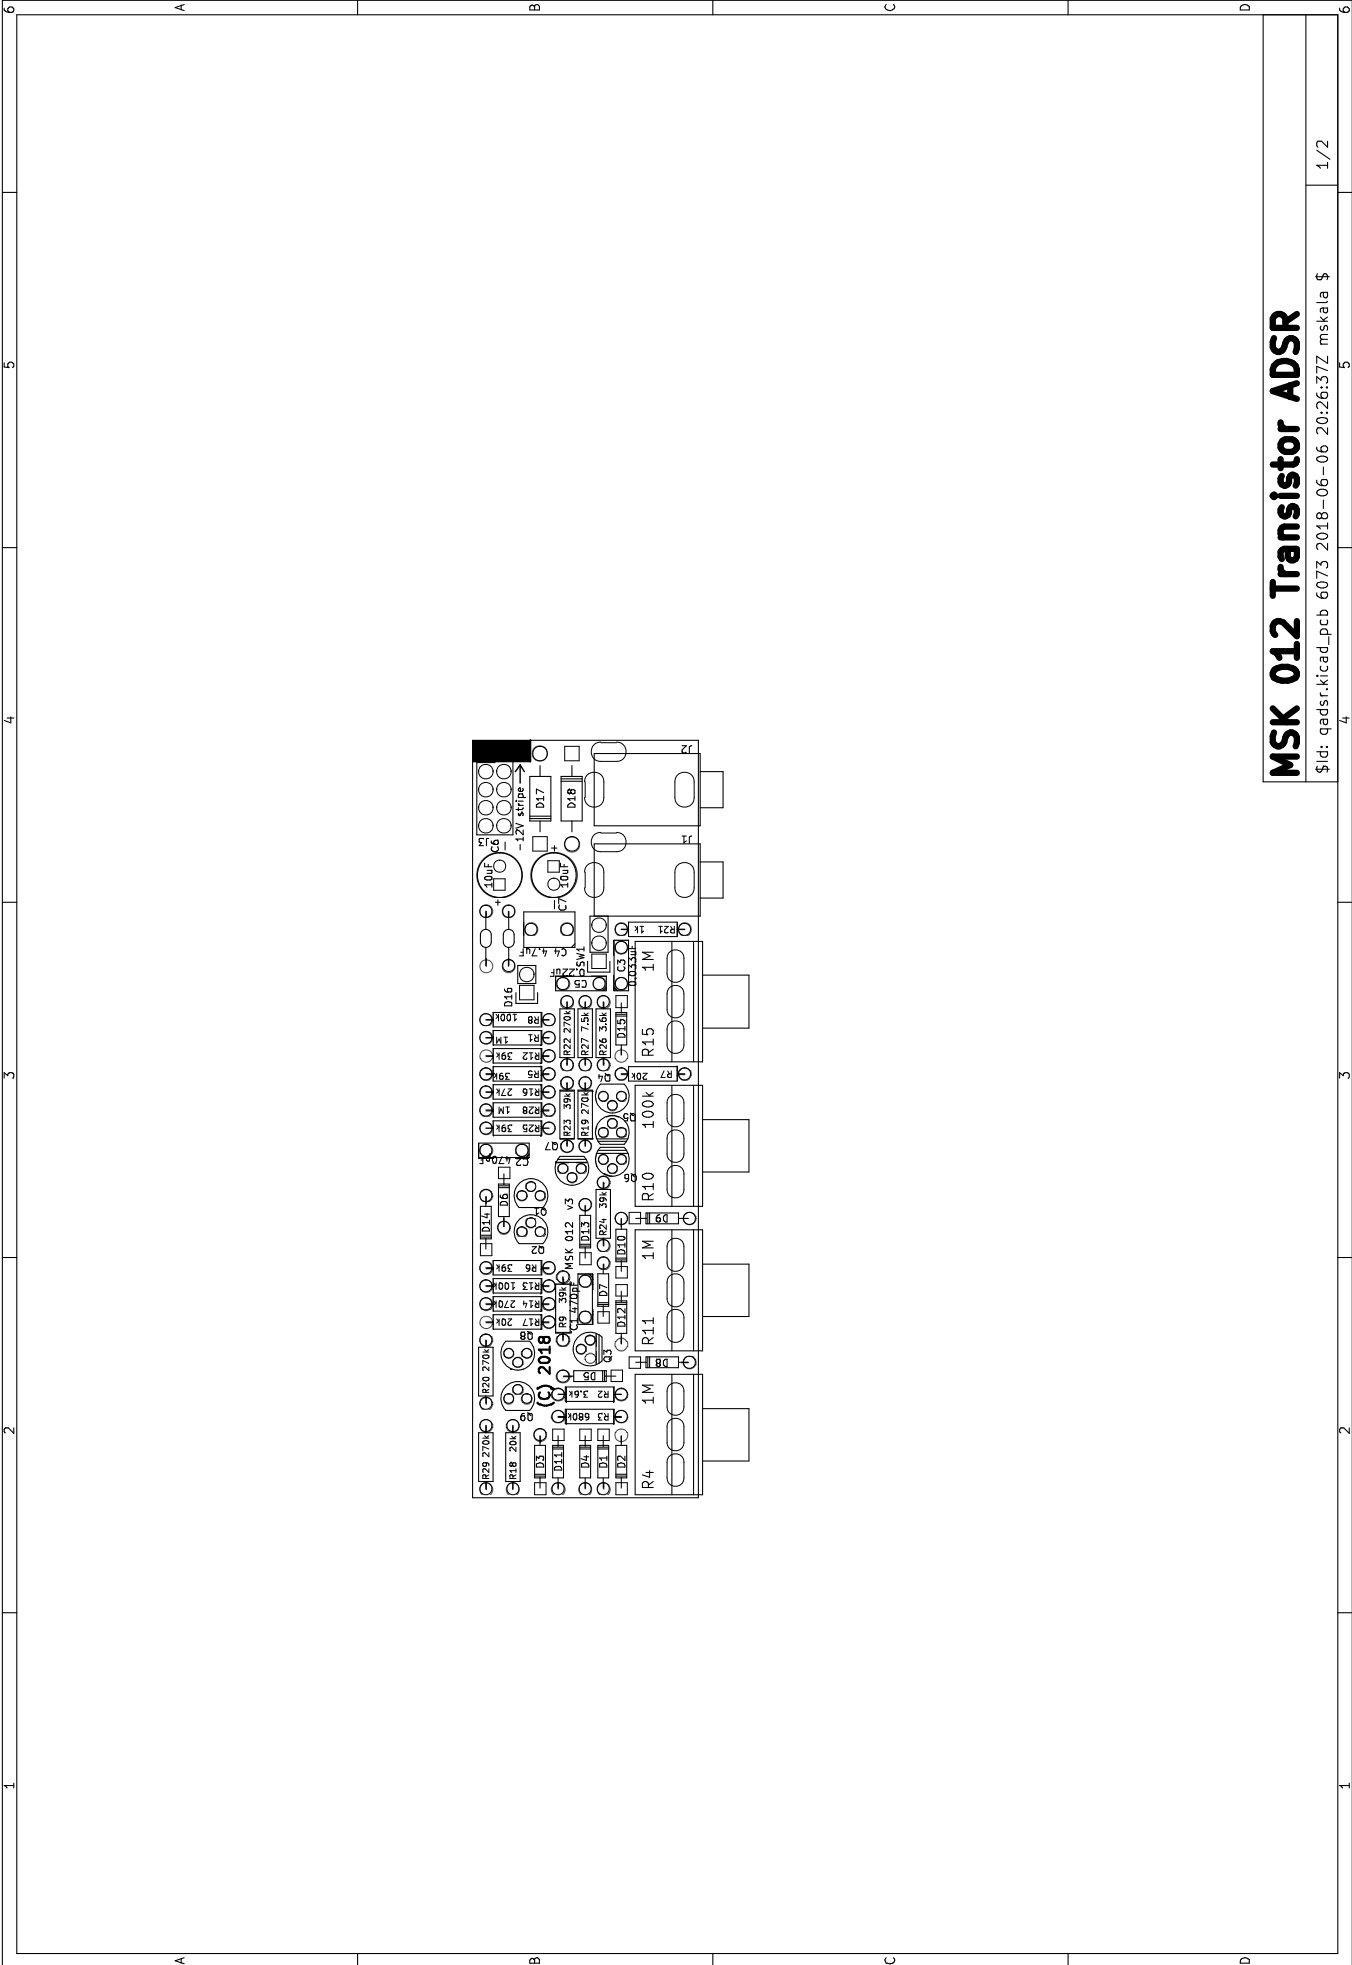 MSK 012 Transistor ADSR
$Id: qadsr.kicad_pcb 6073 2018-06-06 20:26:37Z mskala $
1/2
6
5
4
3
2
1
6
5
4
3
2
1
A
B
C
D
A
B
C
D
J2
J1
J3
-12V stripe
D17
D18
C6
10uF
+
10uF
+
C7
C4 4.7uF
SW1
C5
0.22uF
C3
0.033uF
R21 1k
D16
R8 100k
R1 1M
R12 39k
R5 39k
R16 27k
R28 1M
R25 39k
R22 270k
R27 7.5k
R26 3.6k
D15
R15 1M
R7 20k
R23 39k
R19 270k
Q4
Q5
Q6
Q7
R10 100k
C2 470pF
D6
D14
Q1
Q2
MSK 012 v3
D13
R24 39k
D9
D10
R11 1M
R6 39k
R13 100k
R14 270k
R17 20k
R9 39k
C1 470pF
D7
D12
Q3
D8
Q8
Q9
(C) 2018
R20 270k
D5
R2 3.6k
R3 680k
R4 1M
R29 270k
R18 20k
D3
D11
D4
D1
D2